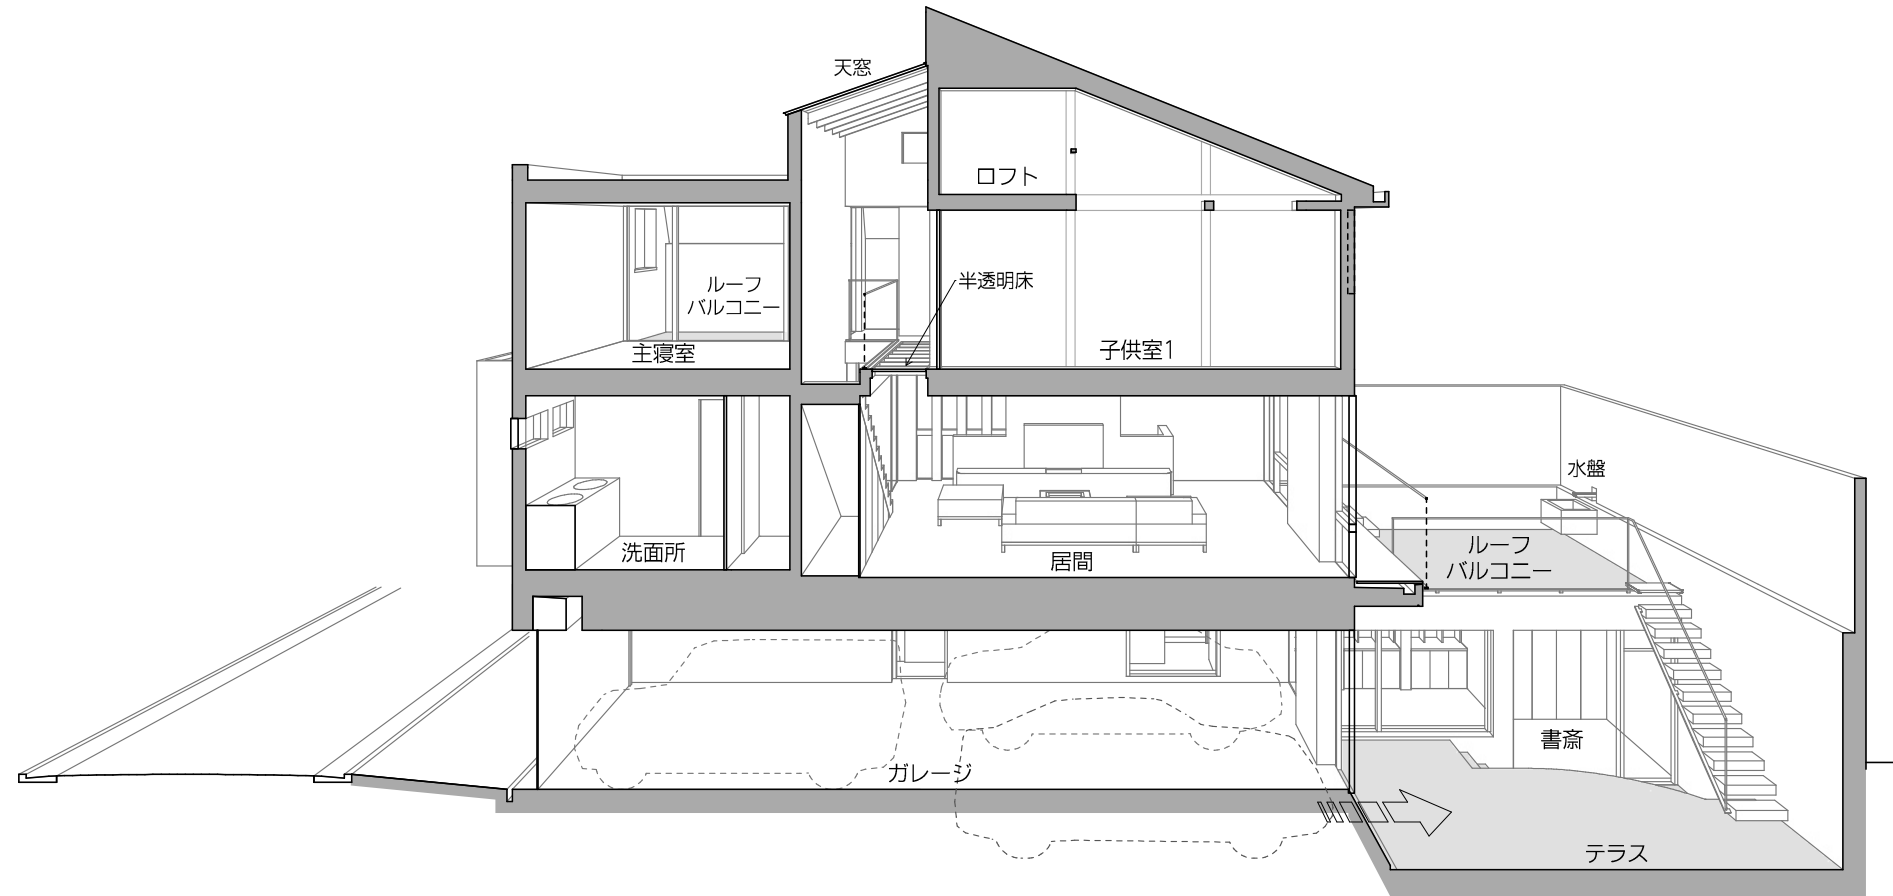 天窓
ロフト
半透明床
ルーフ
バルコニー
主寝室
子供室1
水盤
洗面所
居間
ルーフ
バルコニー
書斎
ガレージ
テラス